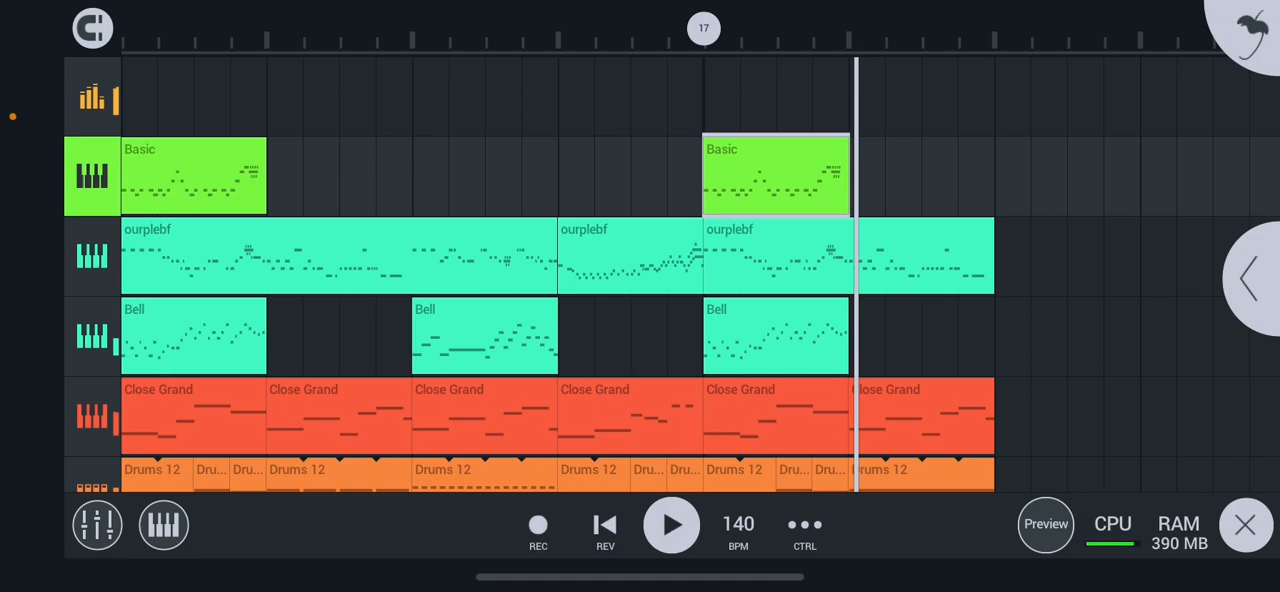 17
Basic
Basic
ourplebf
ourplebf
ourplebf
Bell
Bell
Bell
Close Grand
Close Grand
Close Grand
Close Grand
Close Grand
Close Grand
Drums 12
Dru...
Dru...
Drums 12
Drums 12
Drums 12
Dru...
Dru...
Drums 12
Dru...
Dru...
Drums 12
REC
REV
140
BPM
CTRL
Preview
CPU
RAM
390 MB